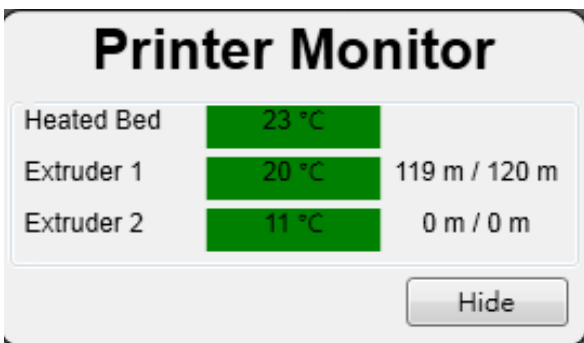 Printer Monitor
Heated Bed 23 °C
Extruder 1 20 °C 119 m / 120 m
Extruder 2 11 °C 0 m / 0 m
Hide